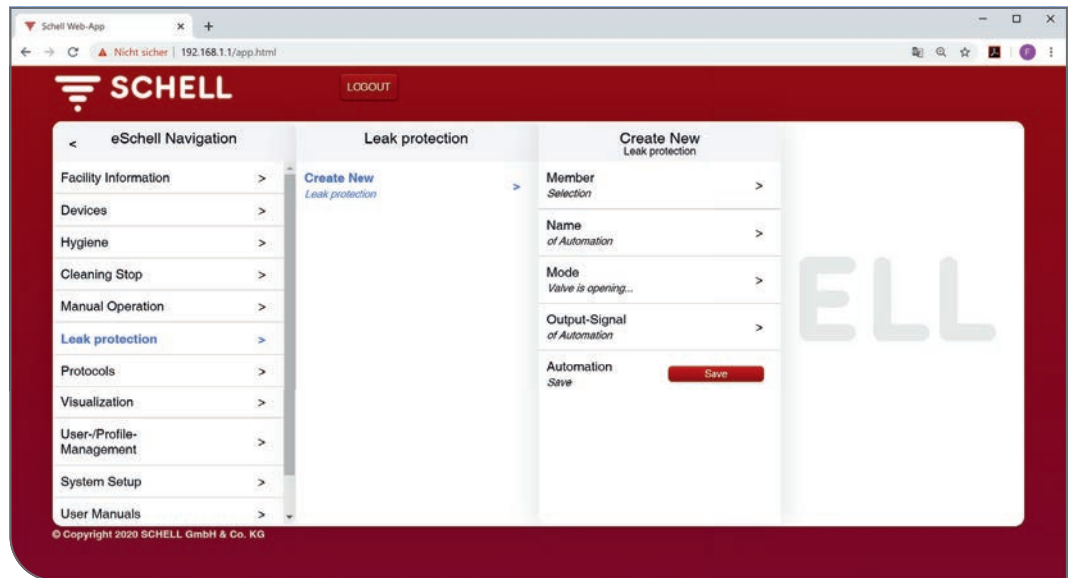 Schell Web-App
Nicht sicher | 192.168.1.1/app.html
SCHELL
LOGOUT
< eSchell Navigation
Facility Information >
Devices >
Hygiene >
Cleaning Stop >
Manual Operation >
Leak protection >
Protocols >
Visualization >
User-/Profile-
Management >
System Setup >
User Manuals >
Leak protection
Create New >
Leak protection
Create New
Leak protection
Member >
Selection
Name >
of Automation
Mode >
Valve is opening...
Output-Signal >
of Automation
Automation
Save
Save
ELL
© Copyright 2020 SCHELL GmbH & Co. KG